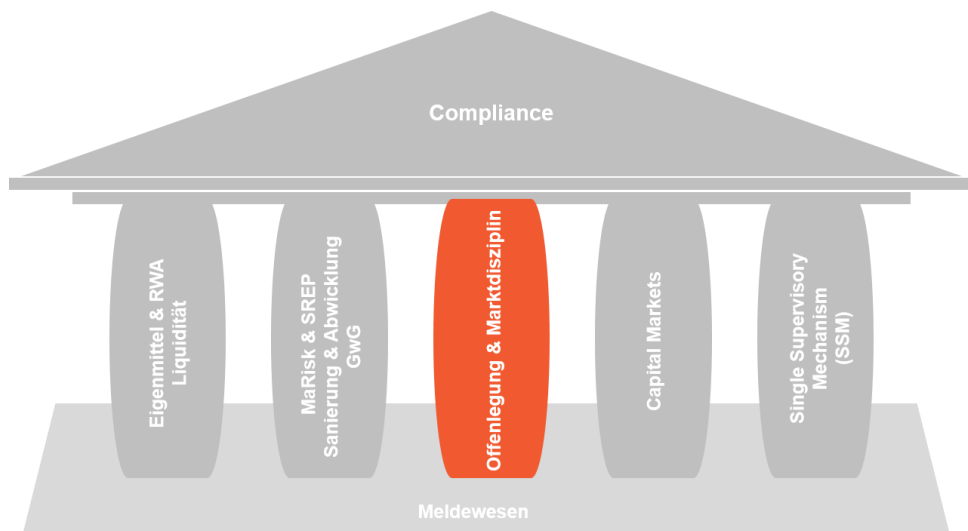 Compliance
Eigenmittel & RWA
Liquidität
MaRisk & SREP
Sanierung & Abwicklung
GwG
Offenlegung & Marktdisziplin
Capital Markets
Single Supervisory
Mechanism
(SSM)
Meldewesen